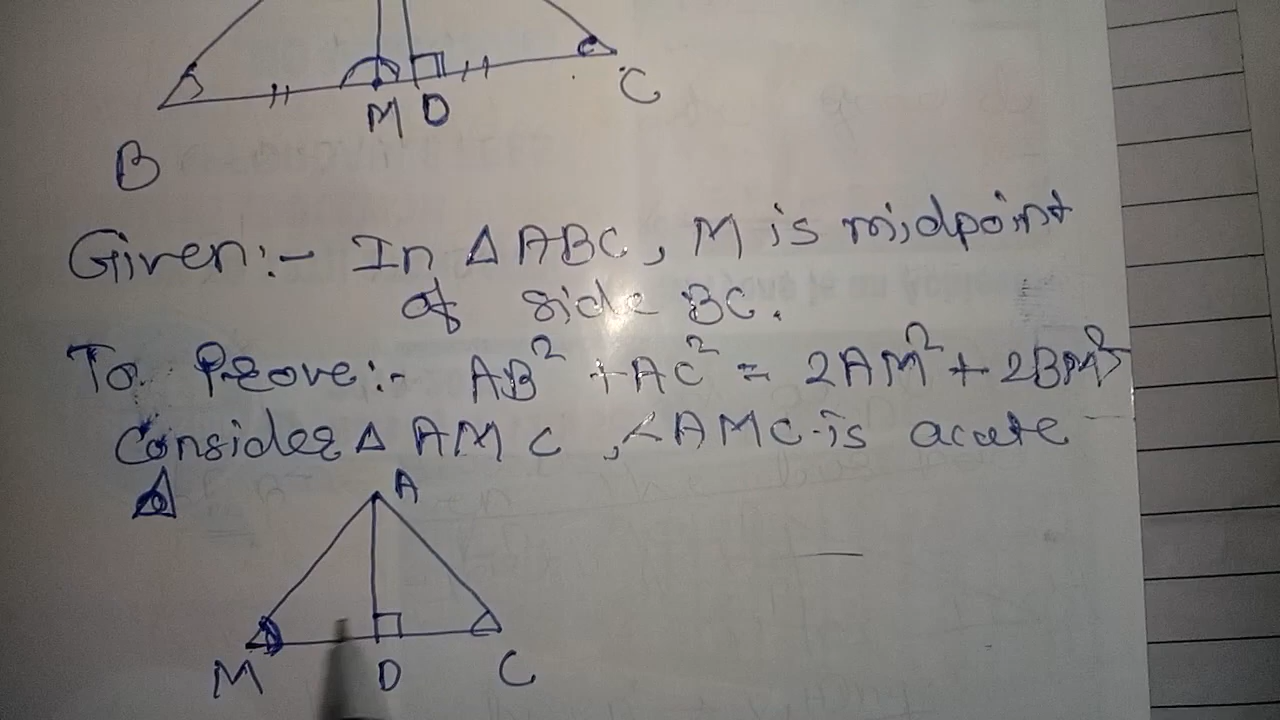 C
M D
B
Given:- In △ABC, M is midpoint
of side BC.
To Prove:- AB² + AC² = 2AM² + 2BM²
Consider △ AMC, ∠AMC is acute
A
M D C